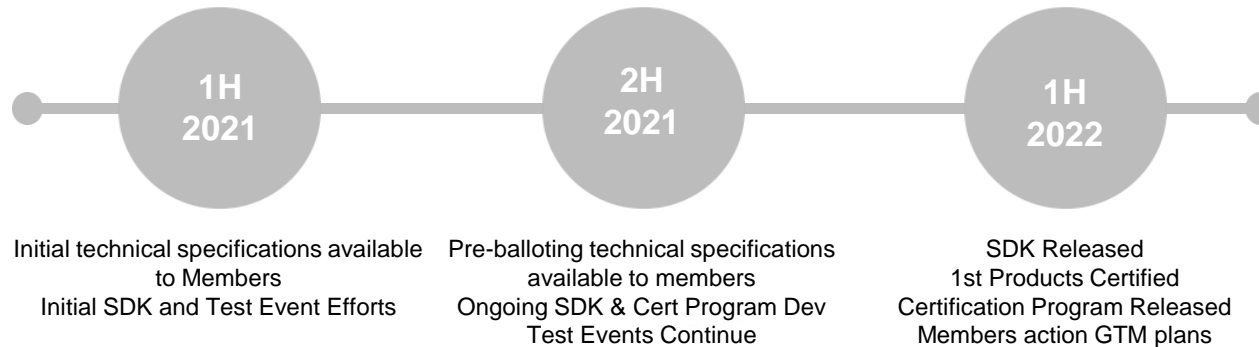 1H
2021
2H
2021
1H
2022
Initial technical specifications available
to Members
Initial SDK and Test Event Efforts
Pre-balloting technical specifications
available to members
Ongoing SDK & Cert Program Dev
Test Events Continue
SDK Released
1st Products Certified
Certification Program Released
Members action GTM plans